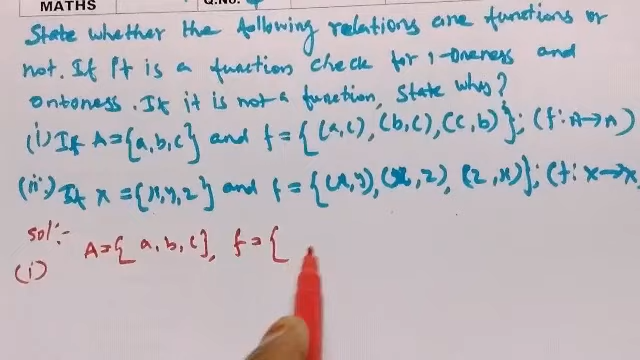 MATHS Q.No.
State whether the following relations are functions or
not. If it is a function check for 1-oneness and
ontoness. If it is not a function, state why?
(i) If A={a,b,c} and f={(a,c),(b,c),(c,b)}; (f:A→A)
(ii) If x={x,y,z} and f={(x,y),(x,z),(z,x)}; (f:x→x
sol:-
(i) A={a,b,c}, f={